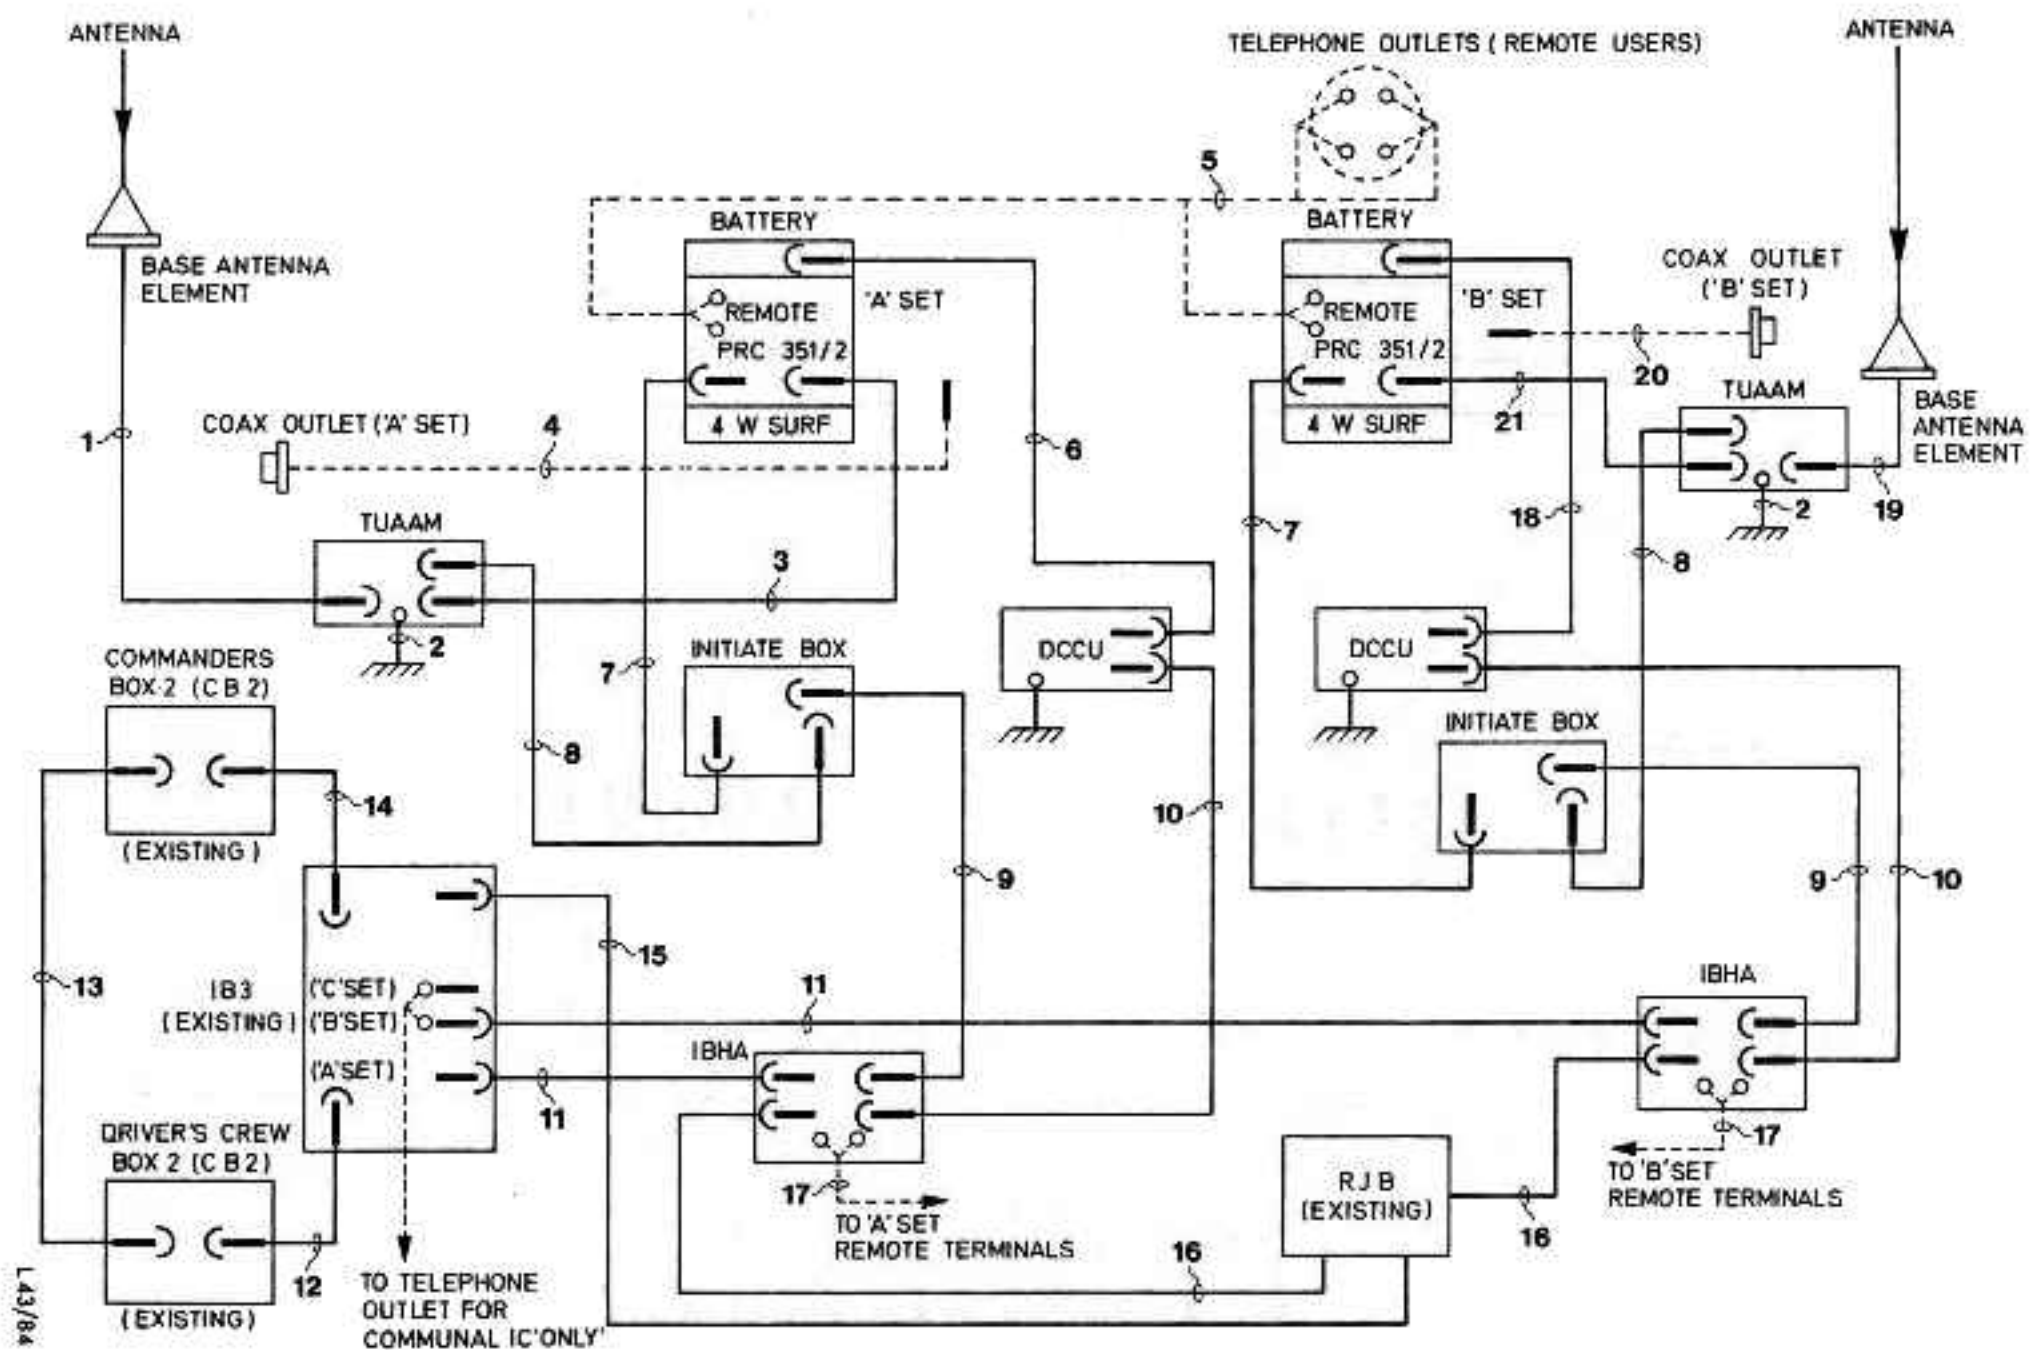 ANTENNA
TELEPHONE OUTLETS (REMOTE USERS)
ANTENNA
5
BATTERY
BATTERY
BASE ANTENNA
ELEMENT
'A' SET
REMOTE
PRC 351/2
4 W SURF
'B' SET
REMOTE
PRC 351/2
4 W SURF
COAX OUTLET
('B' SET)
20
TUAAM
BASE
ANTENNA
ELEMENT
21
1
COAX OUTLET ('A' SET)
4
6
7
18
2
19
TUAAM
3
8
2
COMMANDERS
BOX·2 (CB2)
7
INITIATE BOX
DCCU
DCCU
INITIATE BOX
8
14
10
(EXISTING)
9
9
10
15
13
IB3
(EXISTING)
('C'SET)
('B'SET)
('A'SET)
11
IBHA
IBHA
11
DRIVER'S CREW
BOX 2 (CB2)
17
TO 'A' SET
REMOTE TERMINALS
RJB
(EXISTING)
17
TO 'B' SET
REMOTE TERMINALS
16
16
12
(EXISTING)
TO TELEPHONE
OUTLET FOR
COMMUNAL IC'ONLY'
L43/84